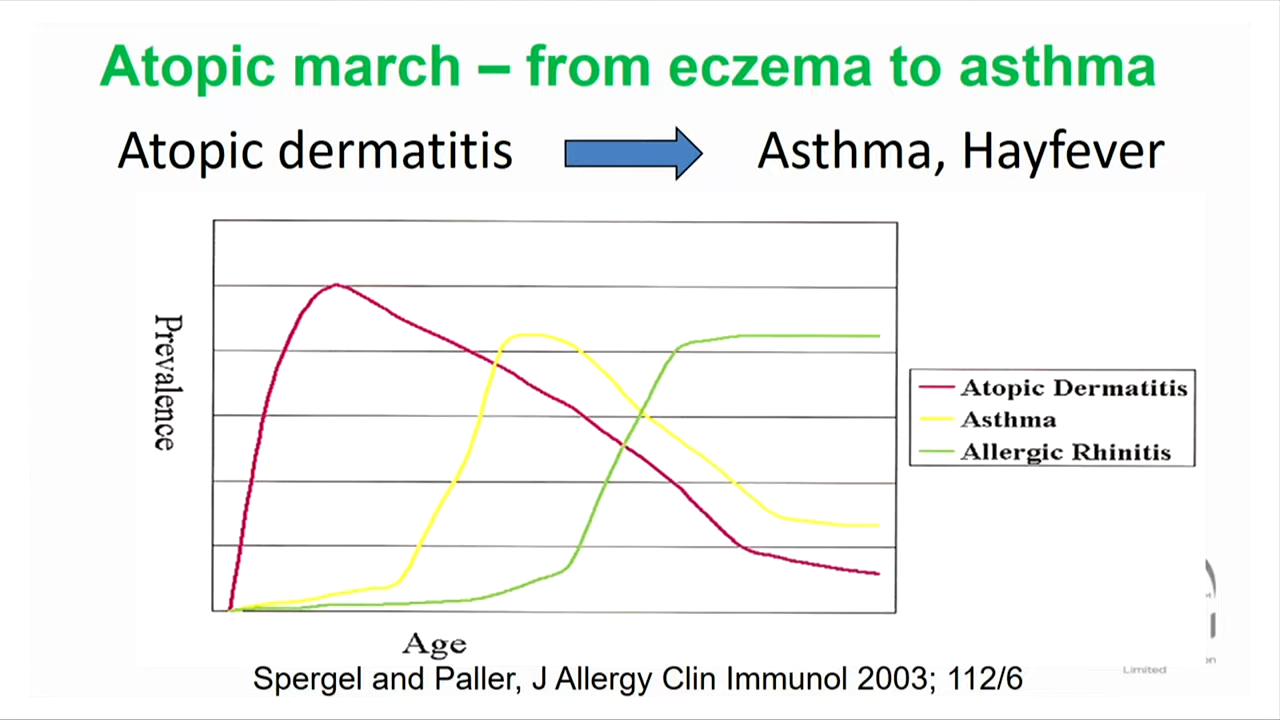 Atopic march – from eczema to asthma
Atopic dermatitis
Asthma, Hayfever
Prevalence
Atopic Dermatitis
Asthma
Allergic Rhinitis
Age
Spergel and Paller, J Allergy Clin Immunol 2003; 112/6
Limited